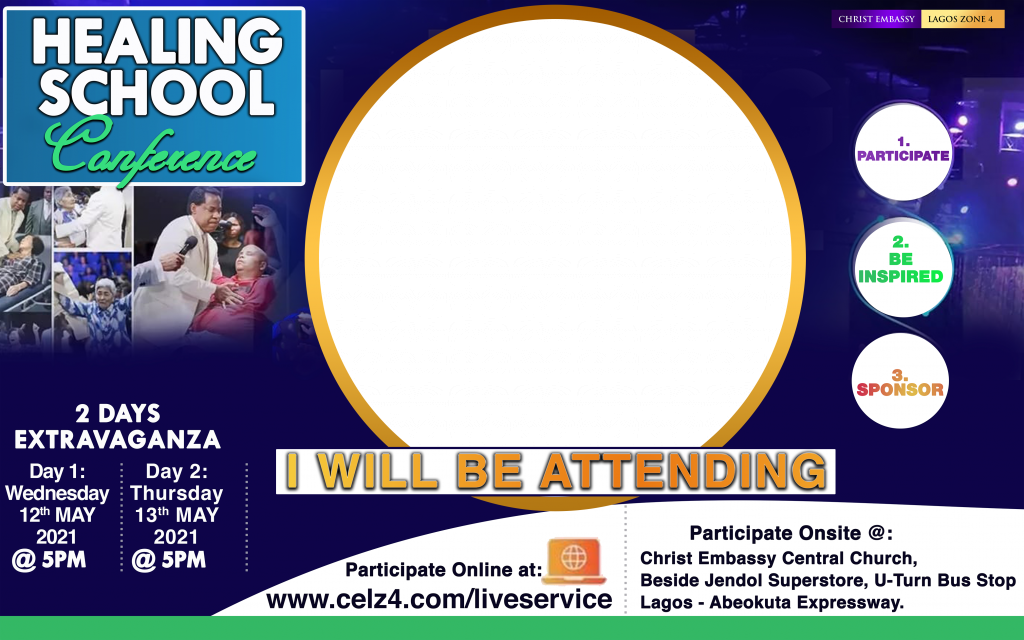 HEALING
SCHOOL
Conference
CHRIST EMBASSY LAGOS ZONE 4
1.
PARTICIPATE
2.
BE
INSPIRED
3.
SPONSOR
2 DAYS
EXTRAVAGANZA
Day 1:
Wednesday
12th MAY
2021
@ 5PM
Day 2:
Thursday
13th MAY
2021
@ 5PM
I WILL BE ATTENDING
Participate Online at:
www.celz4.com/liveservice
Participate Onsite @:
Christ Embassy Central Church,
Beside Jendol Superstore, U-Turn Bus Stop
Lagos - Abeokuta Expressway.